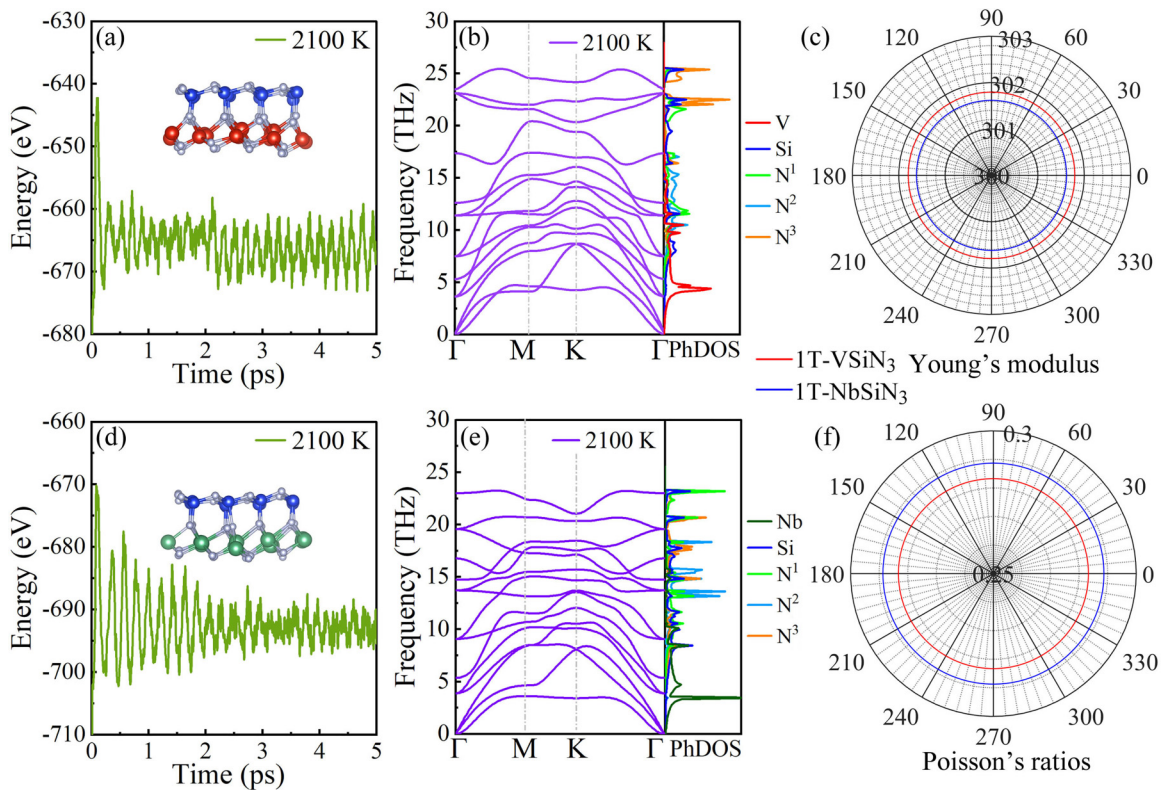 (a)
2100 K
-630
-640
-650
-660
-670
-680
Energy (eV)
0 1 2 3 4 5
Time (ps)
(b)
2100 K
30
25
20
15
10
5
0
Frequency (THz)
Γ M K Γ PhDOS
V
Si
N¹
N²
N³
(c)
90
120 60
150 30
180 0
210 330
240 300
270
303
302
301
300
Young's modulus
1T-VSiN₃
1T-NbSiN₃
(d)
2100 K
-660
-670
-680
-690
-700
-710
Energy (eV)
0 1 2 3 4 5
Time (ps)
(e)
2100 K
30
25
20
15
10
5
0
Frequency (THz)
Γ M K Γ PhDOS
Nb
Si
N¹
N²
N³
(f)
90
120 60
150 30
180 0
210 330
240 300
270
0.3
0.25
Poisson's ratios